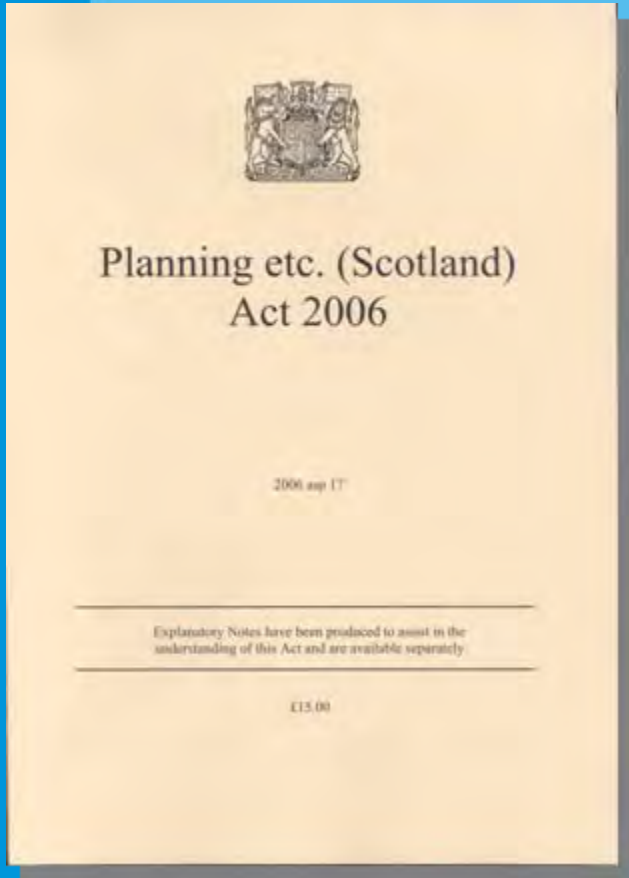 Planning etc. (Scotland)
Act 2006
2006 asp 17
Explanatory Notes have been produced to assist in the
understanding of this Act and are available separately
£15.00